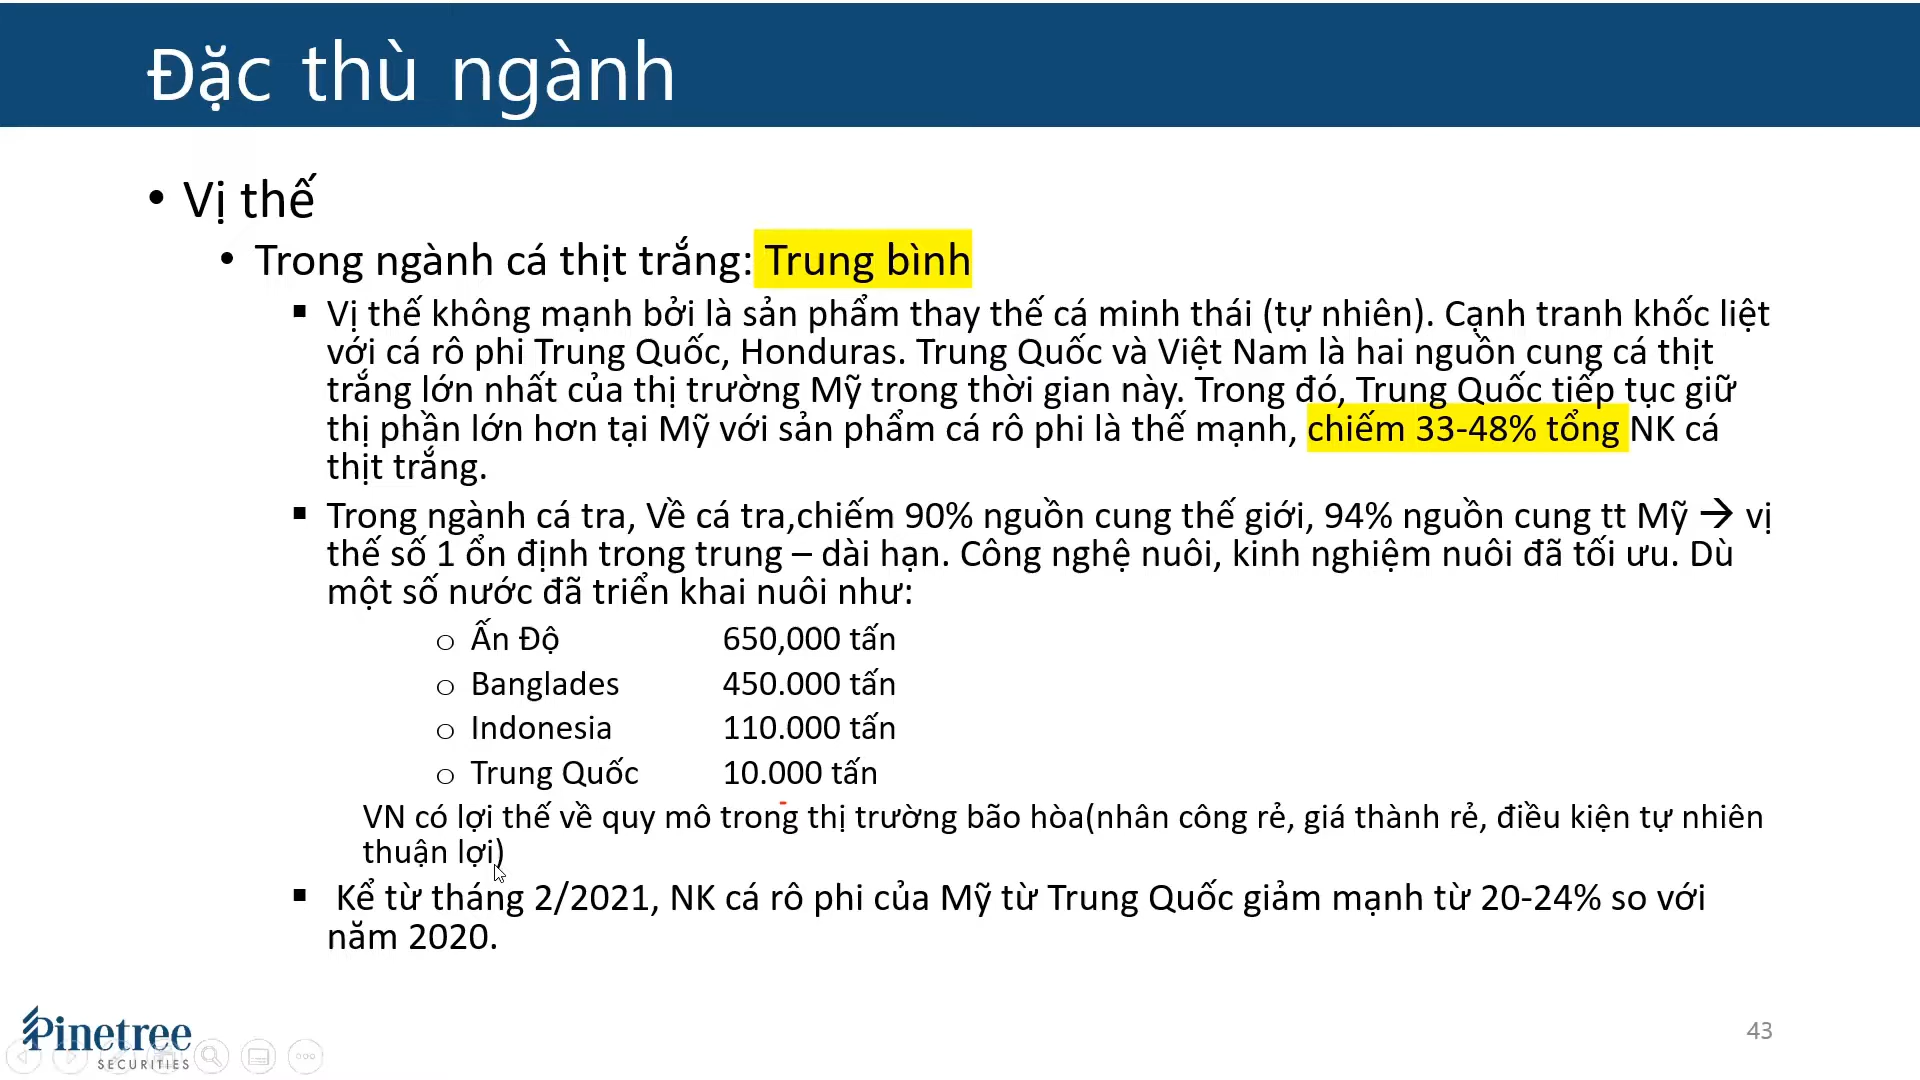 Đặc thù ngành
• Vị thế
• Trong ngành cá thịt trắng: Trung bình
▪ Vị thế không mạnh bởi là sản phẩm thay thế cá minh thái (tự nhiên). Cạnh tranh khốc liệt
với cá rô phi Trung Quốc, Honduras. Trung Quốc và Việt Nam là hai nguồn cung cá thịt
trắng lớn nhất của thị trường Mỹ trong thời gian này. Trong đó, Trung Quốc tiếp tục giữ
thị phần lớn hơn tại Mỹ với sản phẩm cá rô phi là thế mạnh, chiếm 33-48% tổng NK cá
thịt trắng.
▪ Trong ngành cá tra, Về cá tra,chiếm 90% nguồn cung thế giới, 94% nguồn cung tt Mỹ → vị
thế số 1 ổn định trong trung – dài hạn. Công nghệ nuôi, kinh nghiệm nuôi đã tối ưu. Dù
một số nước đã triển khai nuôi như:
o Ấn Độ 650,000 tấn
o Banglades 450.000 tấn
o Indonesia 110.000 tấn
o Trung Quốc 10.000 tấn
VN có lợi thế về quy mô trong thị trường bão hòa(nhân công rẻ, giá thành rẻ, điều kiện tự nhiên
thuận lợi)
▪ Kể từ tháng 2/2021, NK cá rô phi của Mỹ từ Trung Quốc giảm mạnh từ 20-24% so với
năm 2020.
Pinetree
SECURITIES
43